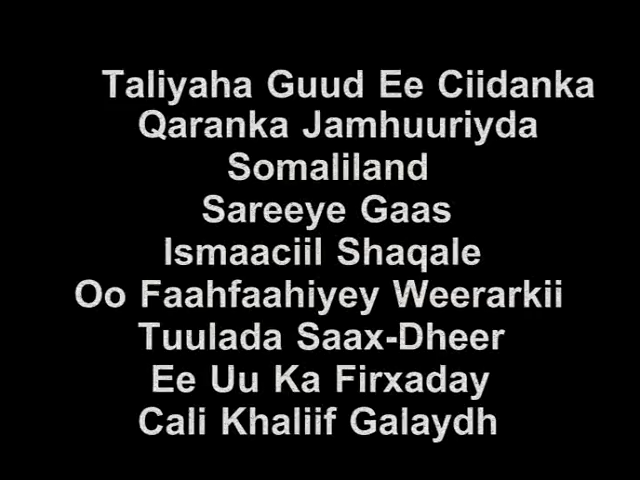 Taliyaha Guud Ee Ciidanka
Qaranka Jamhuuriyda
Somaliland
Sareeye Gaas
Ismaaciil Shaqale
Oo Faahfaahiyey Weerarkii
Tuulada Saax-Dheer
Ee Uu Ka Firxaday
Cali Khaliif Galaydh